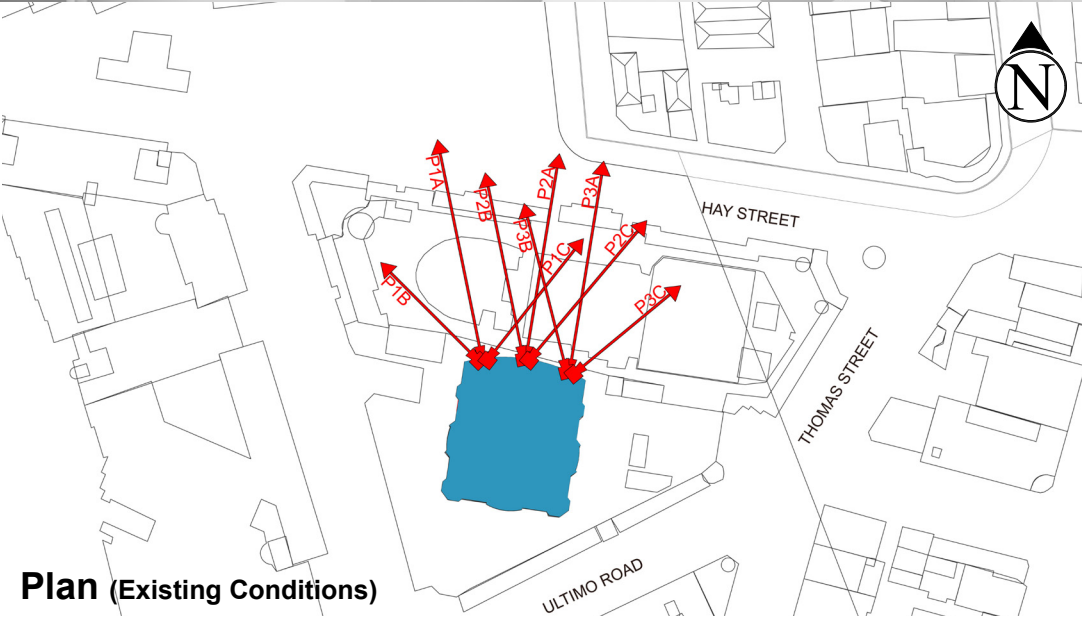 N
P1A
P2B
P2A
P3A
P3B
P1C
P2C
P1B
P3C
HAY STREET
THOMAS STREET
ULTIMO ROAD
Plan (Existing Conditions)